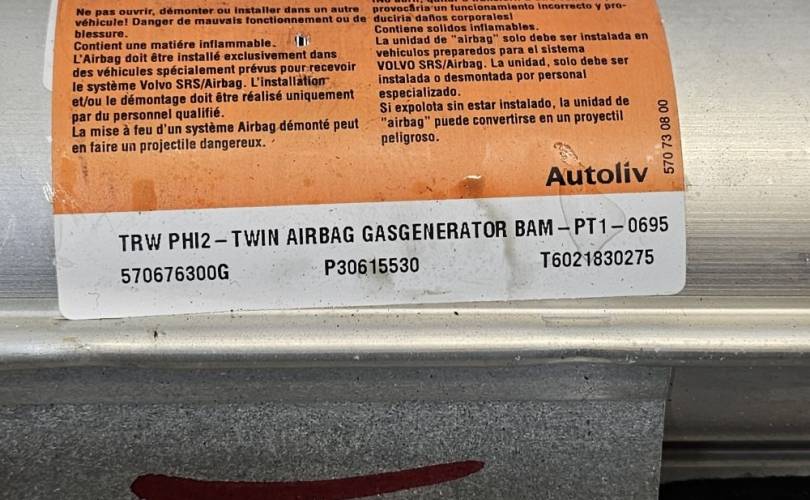 Ne pas ouvrir, démonter ou installer dans un autre
véhicule! Danger de mauvais fonctionnement ou de
blessure.
Contient une matière inflammable.
L'Airbag doit être installé exclusivement dans
des véhicules spécialement prévus pour recevoir
le système Volvo SRS/Airbag. L'installation
et/ou le démontage doit être réalisé uniquement
par du personnel qualifié.
La mise à feu d'un système Airbag démonté peut
en faire un projectile dangereux.
provocaría un funcionamiento incorrecto y pro-
duciría daños corporales!
Contiene solidos inflamables.
La unidad de "airbag" solo debe ser instalada en
vehiculos preparedos para el sistema
VOLVO SRS/Airbag. La unidad, solo debe ser
instalada o desmontada por personal
especializado.
Si expolota sin estar instalado, la unidad de
"airbag" puede convertirse en un proyectil
peligroso.
Autoliv
570 73 08 00
TRW PHI2-TWIN AIRBAG GASGENERATOR BAM-PT1-0695
570676300G P30615530 T6021830275